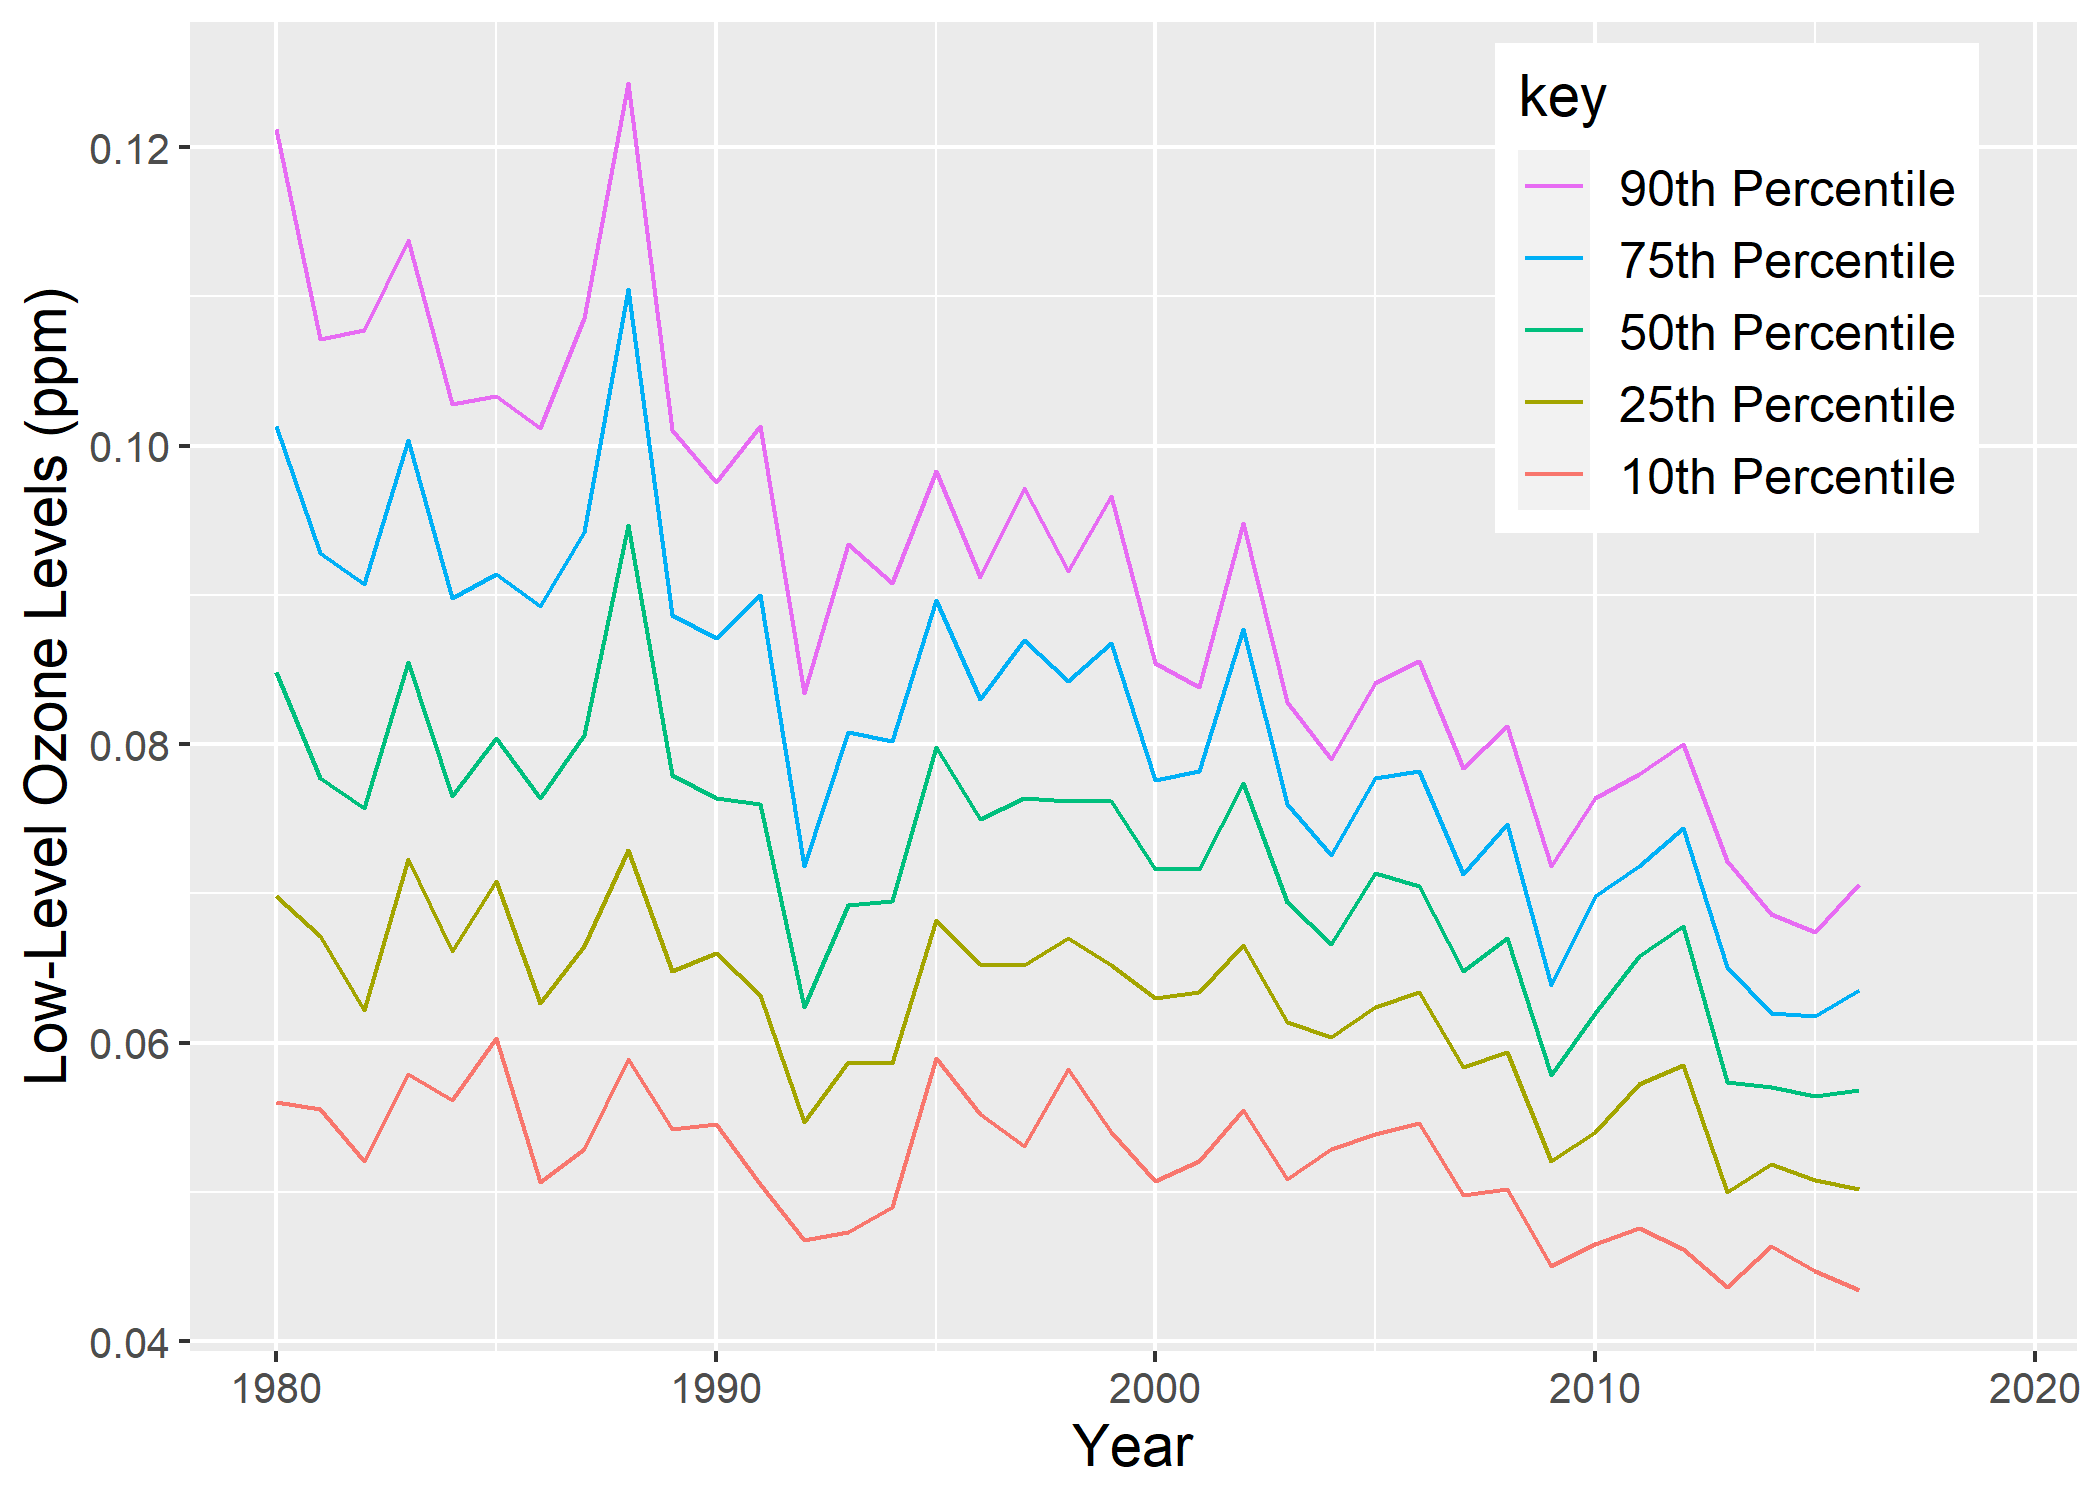 key
90th Percentile
75th Percentile
50th Percentile
25th Percentile
10th Percentile
Low-Level Ozone Levels (ppm)
0.12
0.10
0.08
0.06
0.04
1980 1990 2000 2010 2020
Year